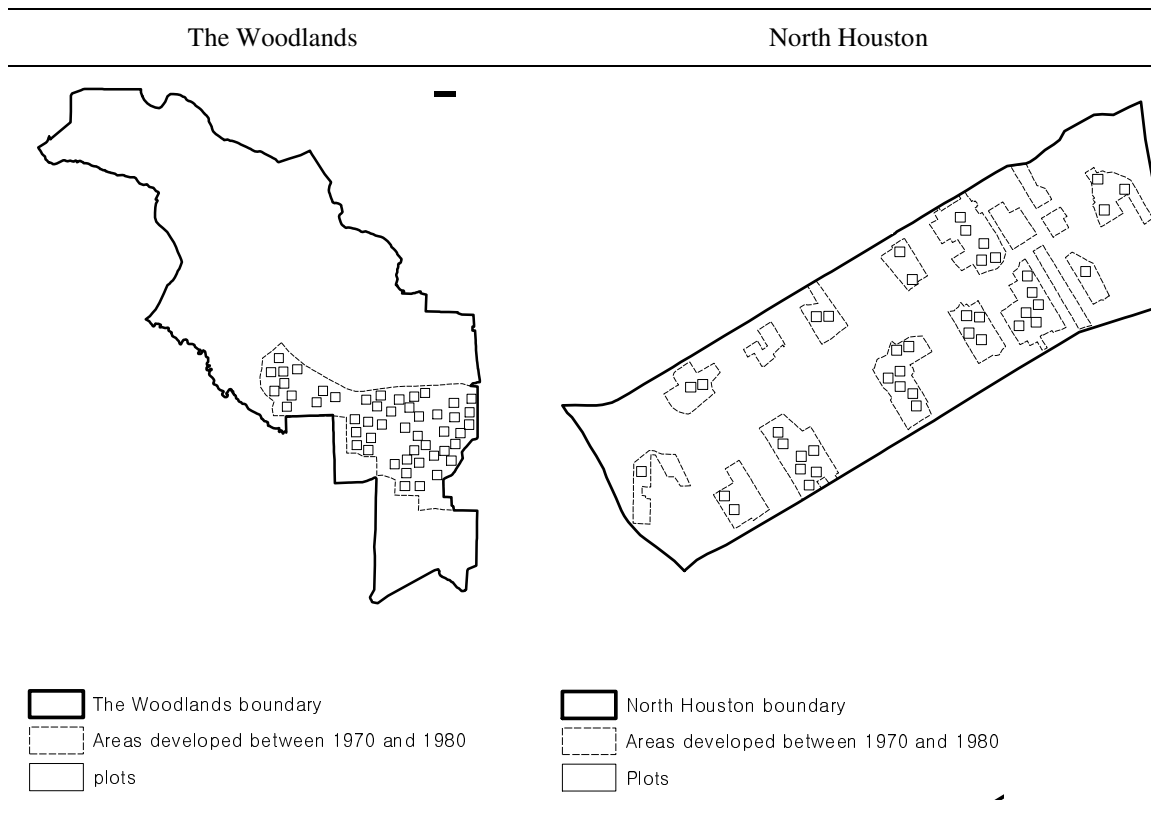 The Woodlands
North Houston
The Woodlands boundary
Areas developed between 1970 and 1980
plots
North Houston boundary
Areas developed between 1970 and 1980
Plots